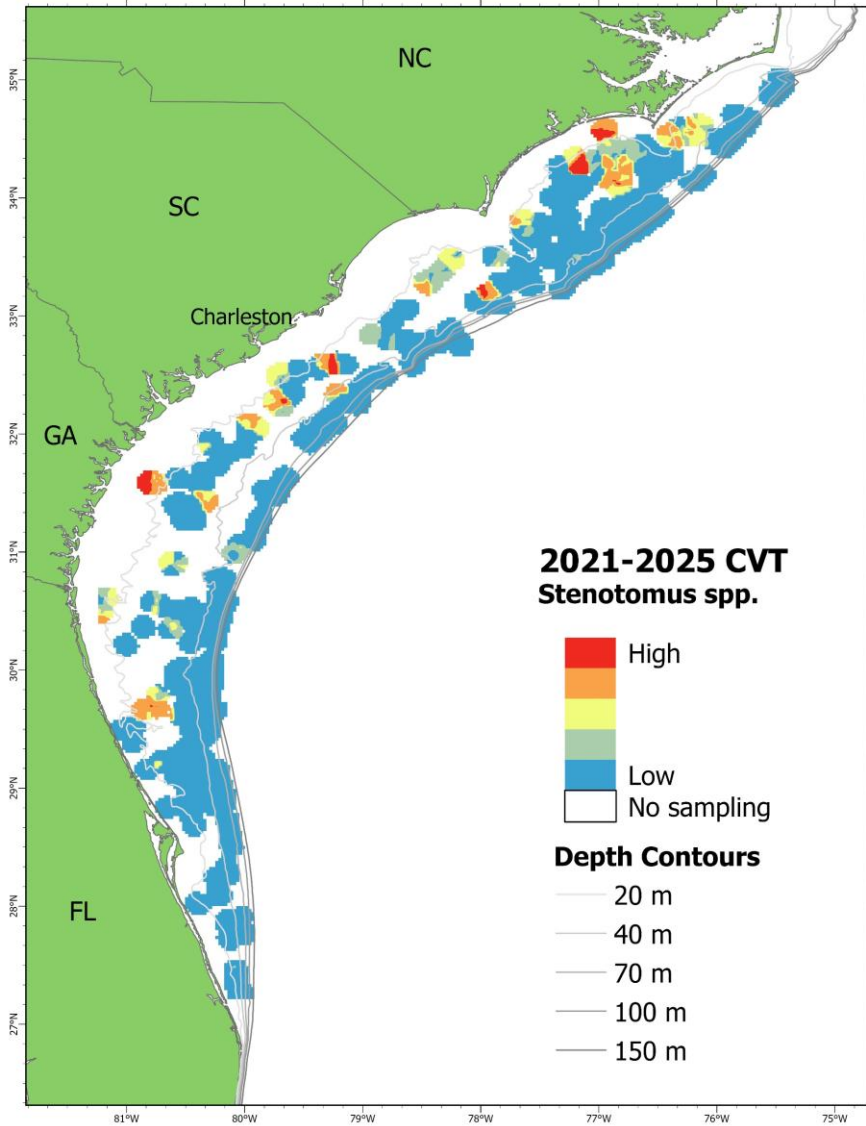 NC
SC
Charleston
GA
FL
35°N
34°N
33°N
32°N
31°N
30°N
29°N
28°N
27°N
2021-2025 CVT
Stenotomus spp.
High
Low
No sampling
Depth Contours
20 m
40 m
70 m
100 m
150 m
81°W
80°W
79°W
78°W
77°W
76°W
75°W